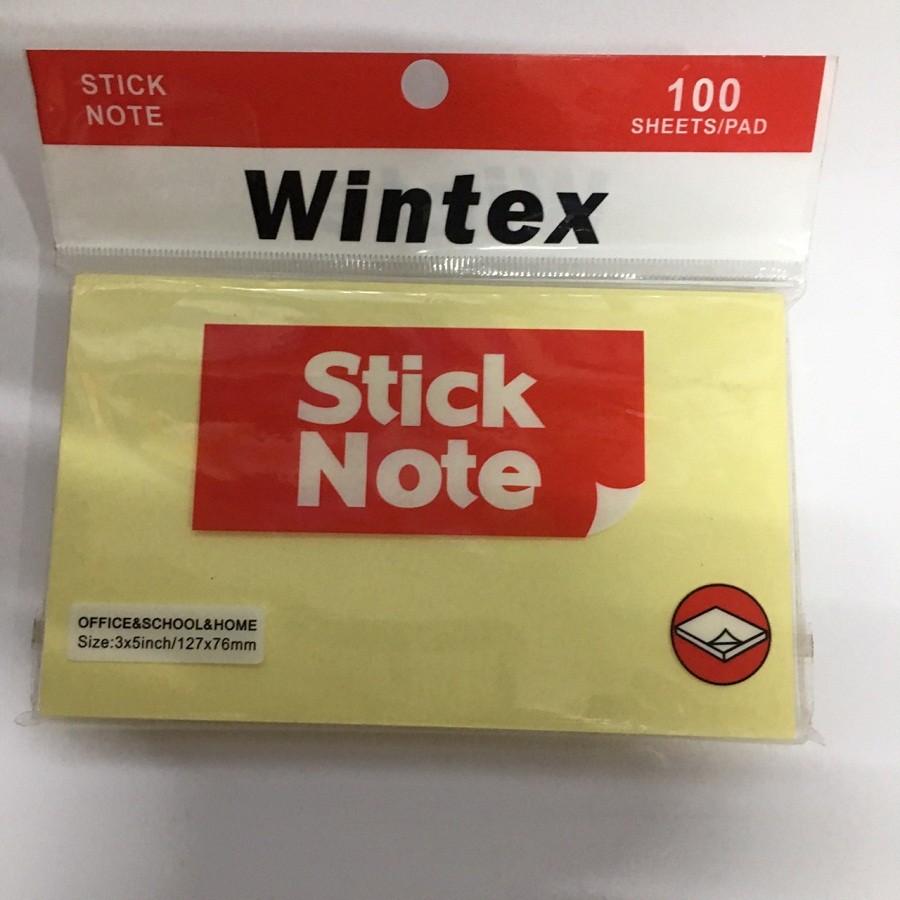 STICK
NOTE
100
SHEETS/PAD
Wintex
Stick
Note
OFFICE&SCHOOL&HOME
Size:3x5inch/127x76mm